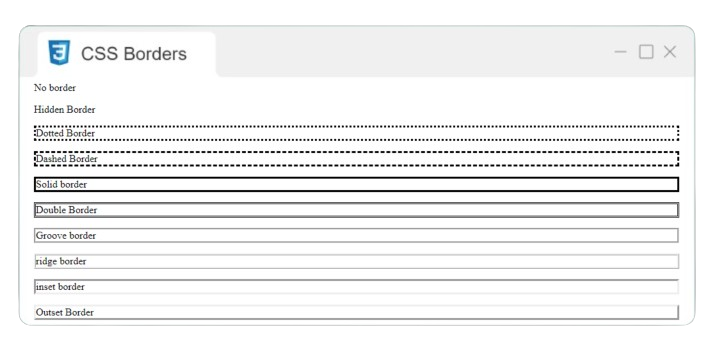 CSS Borders
No border
Hidden Border
Dotted Border
Dashed Border
Solid border
Double Border
Groove border
ridge border
inset border
Outset Border